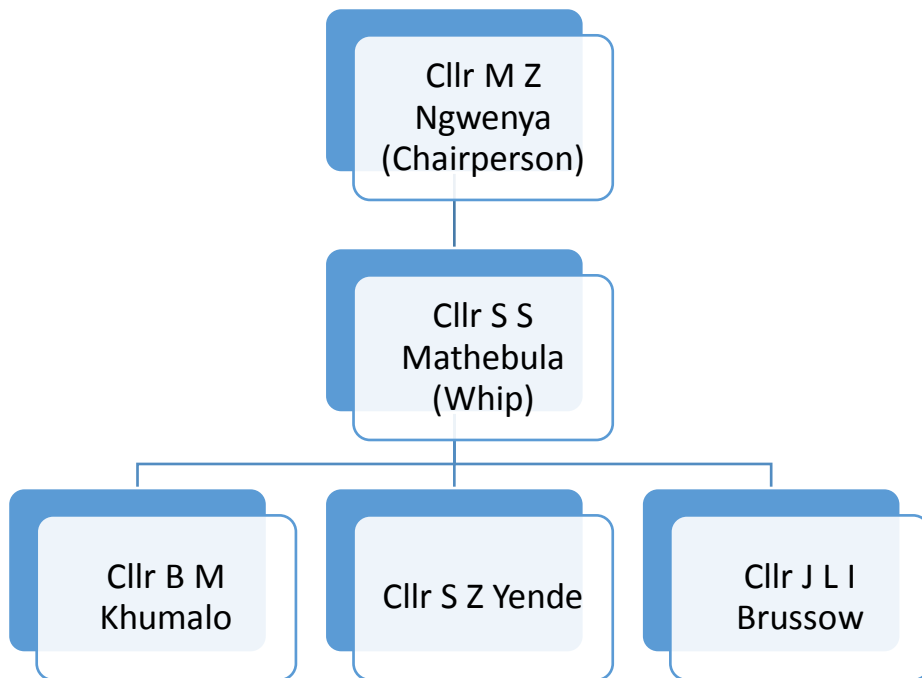 Cllr M Z
Ngwenya
(Chairperson)
Cllr S S
Mathebula
(Whip)
Cllr B M
Khumalo
Cllr S Z Yende
Cllr J L I
Brussow